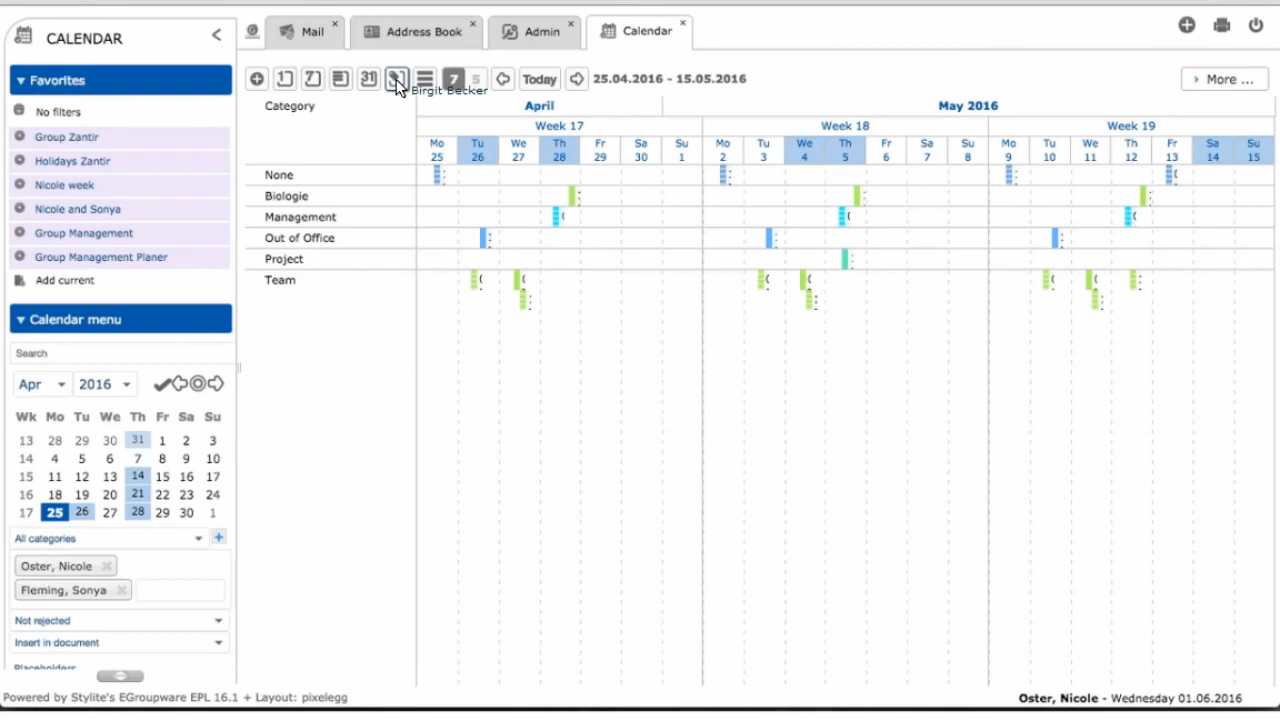 CALENDAR
Mail
Address Book
Admin
Calendar
Favorites
No filters
Group Zantir
Holidays Zantir
Nicole week
Nicole and Sonya
Group Management
Group Management Planer
Add current
Calendar menu
Search
Apr 2016
Wk Mo Tu We Th Fr Sa Su
13 28 29 30 31 1 2 3
14 4 5 6 7 8 9 10
15 11 12 13 14 15 16 17
16 18 19 20 21 22 23 24
17 25 26 27 28 29 30 1
All categories
Oster, Nicole
Fleming, Sonya
Not rejected
Insert in document
Placeholders
1 7 31 7 5 Today 25.04.2016 - 15.05.2016 More ...
Birgit Becker
Category April May 2016
Week 17 Week 18 Week 19
Mo Tu We Th Fr Sa Su Mo Tu We Th Fr Sa Su Mo Tu We Th Fr Sa Su
25 26 27 28 29 30 1 2 3 4 5 6 7 8 9 10 11 12 13 14 15
None
Biologie
Management
Out of Office
Project
Team
Powered by Stylite's EGroupware EPL 16.1 + Layout: pixelegg
Oster, Nicole - Wednesday 01.06.2016